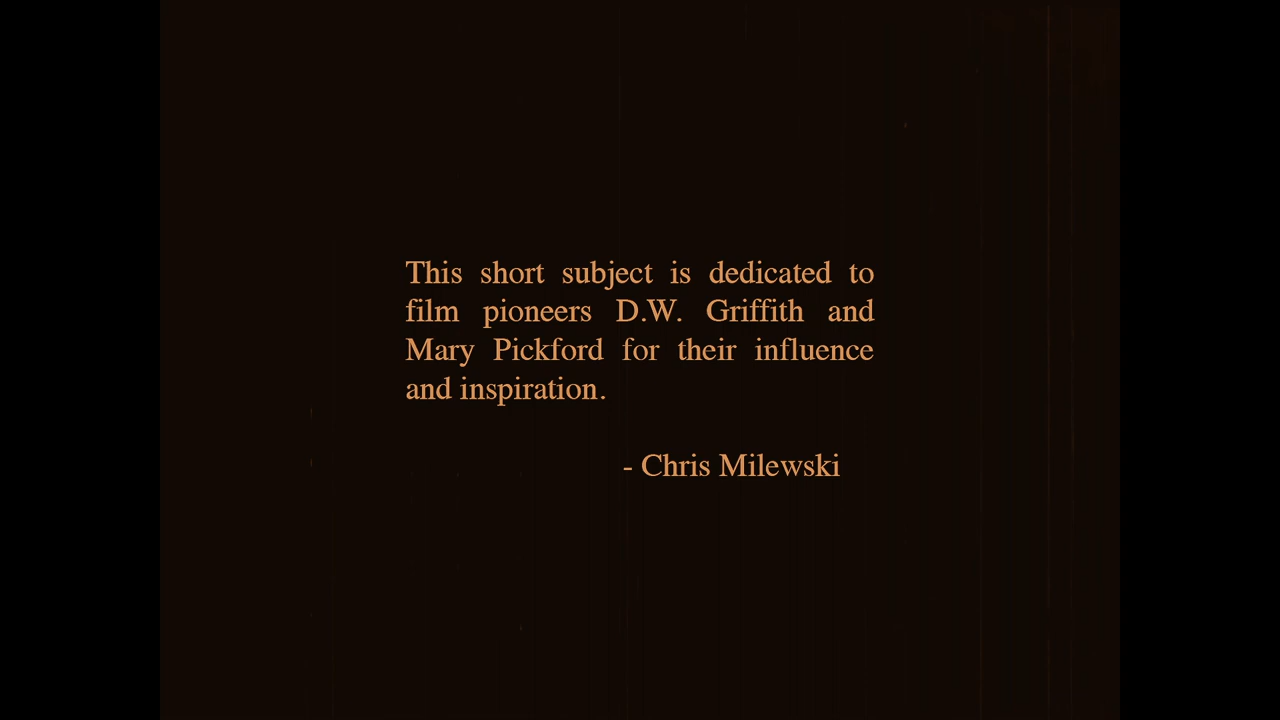 This short subject is dedicated to
film pioneers D.W. Griffith and
Mary Pickford for their influence
and inspiration.
- Chris Milewski